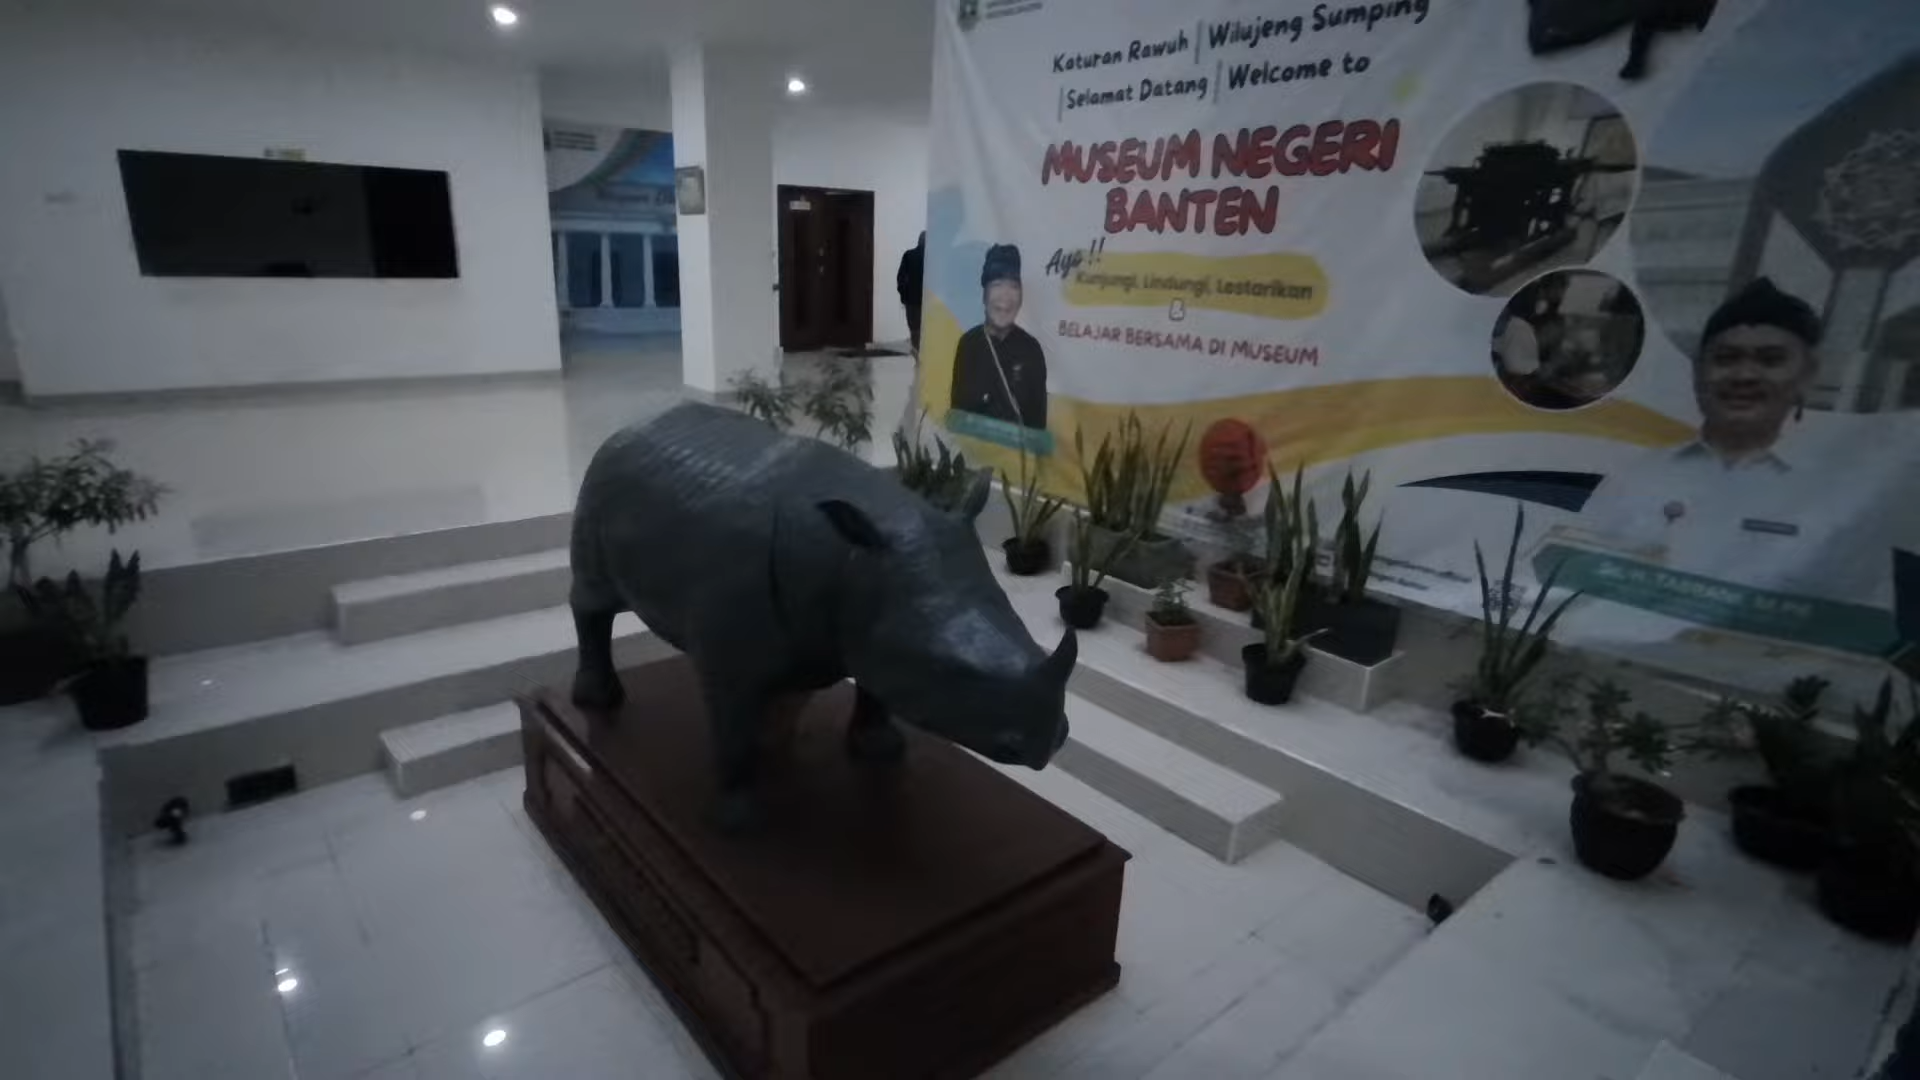 Katuran Rawuh | Wilujeng Sumping
| Selamat Datang | Welcome to
MUSEUM NEGERI
BANTEN
Ayo !!
Kunjungi, Lindungi, Lestarikan
&
BELAJAR BERSAMA DI MUSEUM